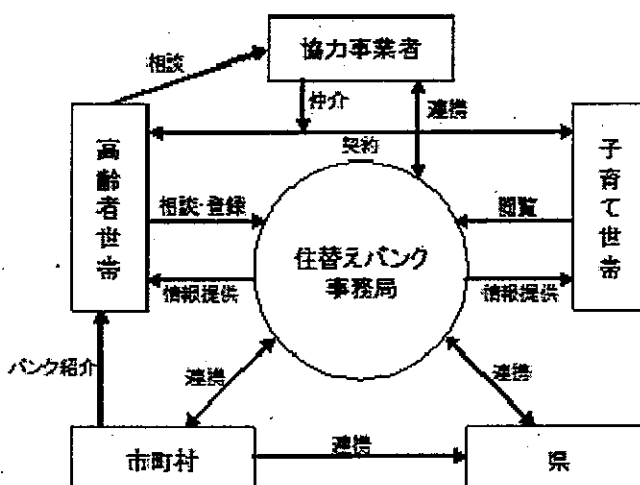 協力事業者
相談
仲介
連携
契約
高齢者世帯
子育て世帯
相談・登録
閲覧
住替えバンク
事務局
情報提供
情報提供
バンク紹介
連携
連携
市町村
連携
県